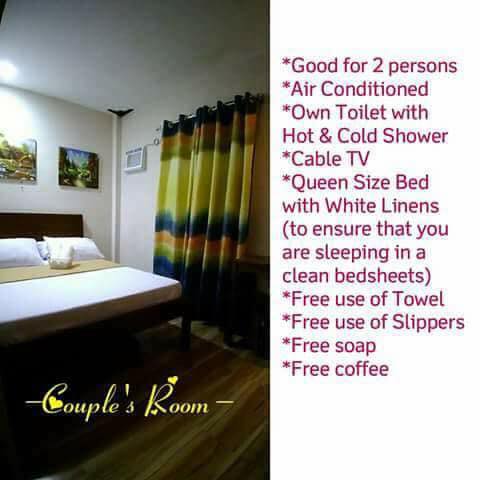 *Good for 2 persons
*Air Conditioned
*Own Toilet with
Hot & Cold Shower
*Cable TV
*Queen Size Bed
with White Linens
(to ensure that you
are sleeping in a
clean bedsheets)
*Free use of Towel
*Free use of Slippers
*Free soap
*Free coffee
—Couple's Room—